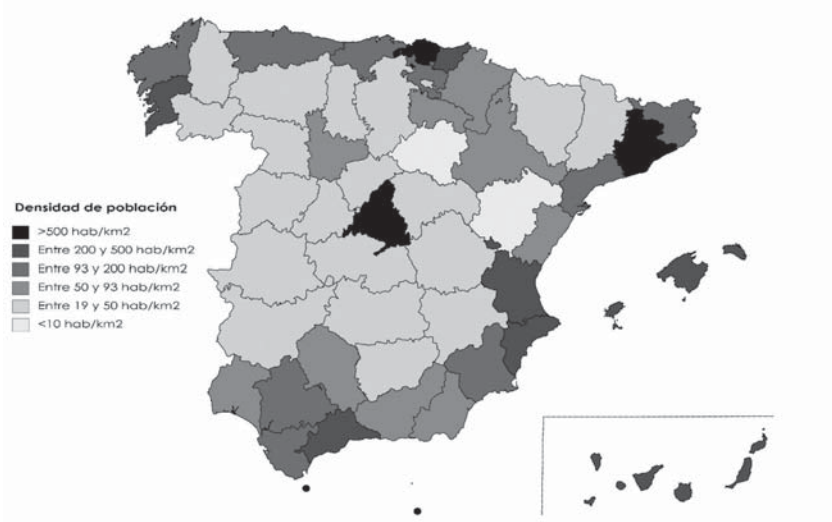 Densidad de población
>500 hab/km2
Entre 200 y 500 hab/km2
Entre 93 y 200 hab/km2
Entre 50 y 93 hab/km2
Entre 19 y 50 hab/km2
<10 hab/km2